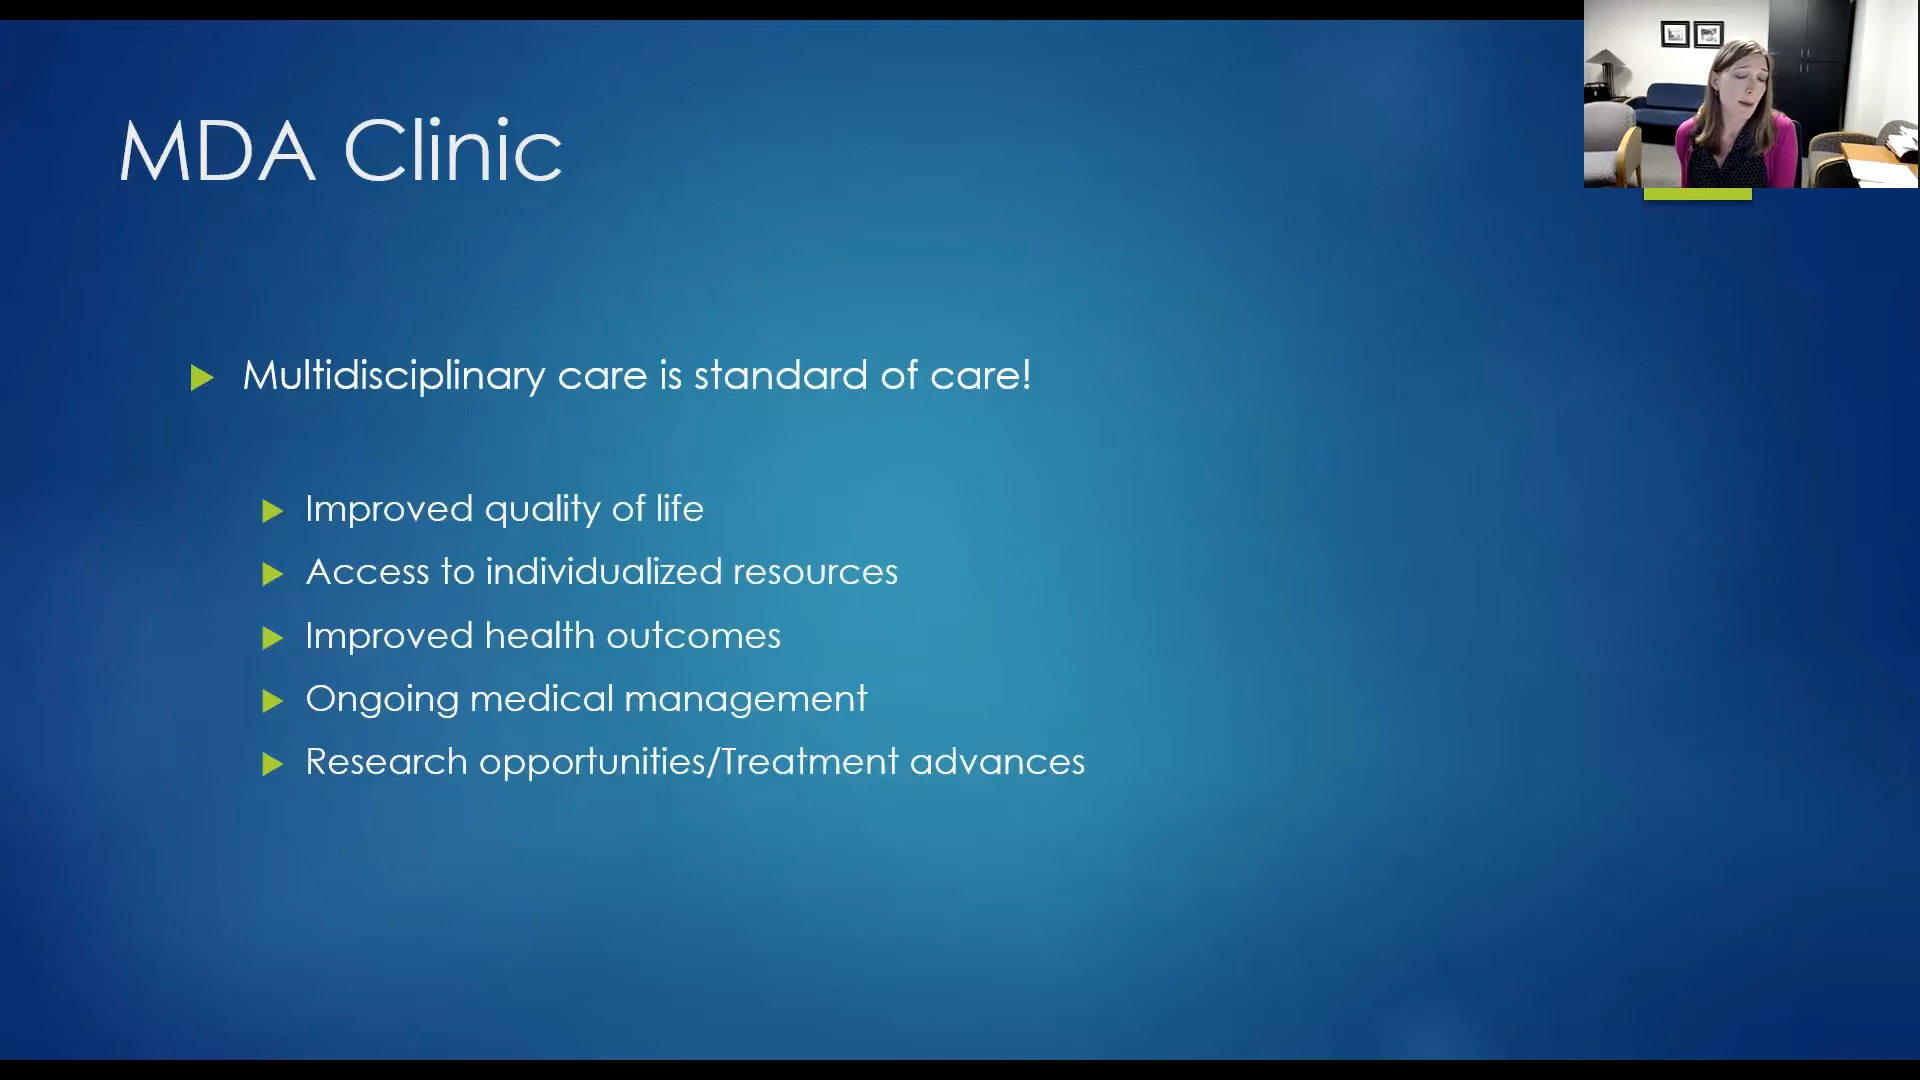 MDA Clinic
Multidisciplinary care is standard of care!
Improved quality of life
Access to individualized resources
Improved health outcomes
Ongoing medical management
Research opportunities/Treatment advances